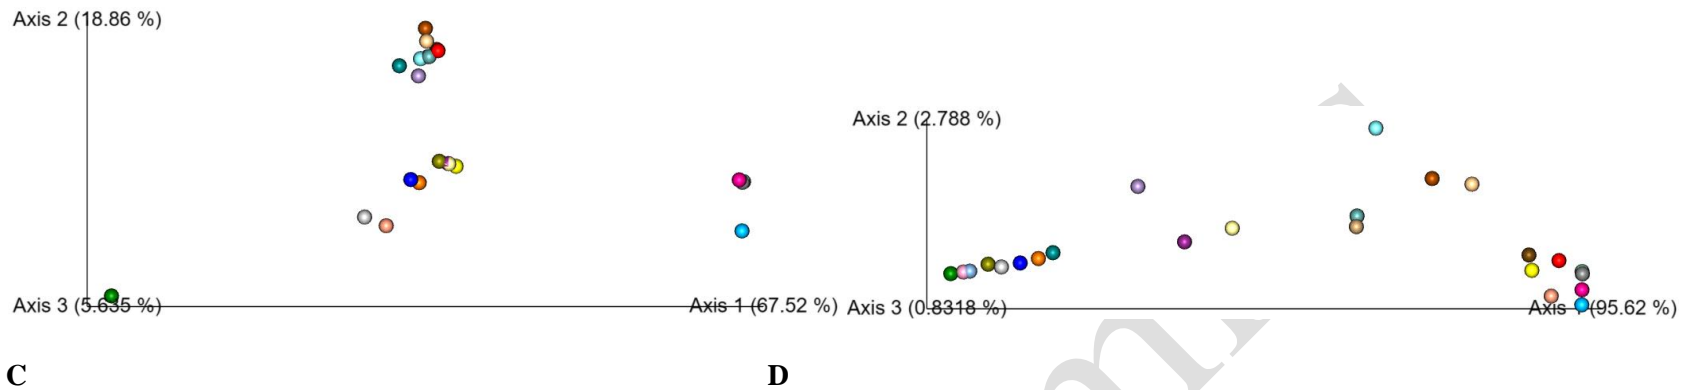 Axis 2 (18.86 %)
Axis 3 (5.635 %)
Axis 1 (67.52 %)
Axis 2 (2.788 %)
Axis 3 (0.8318 %)
Axis 1 (95.62 %)
C
D